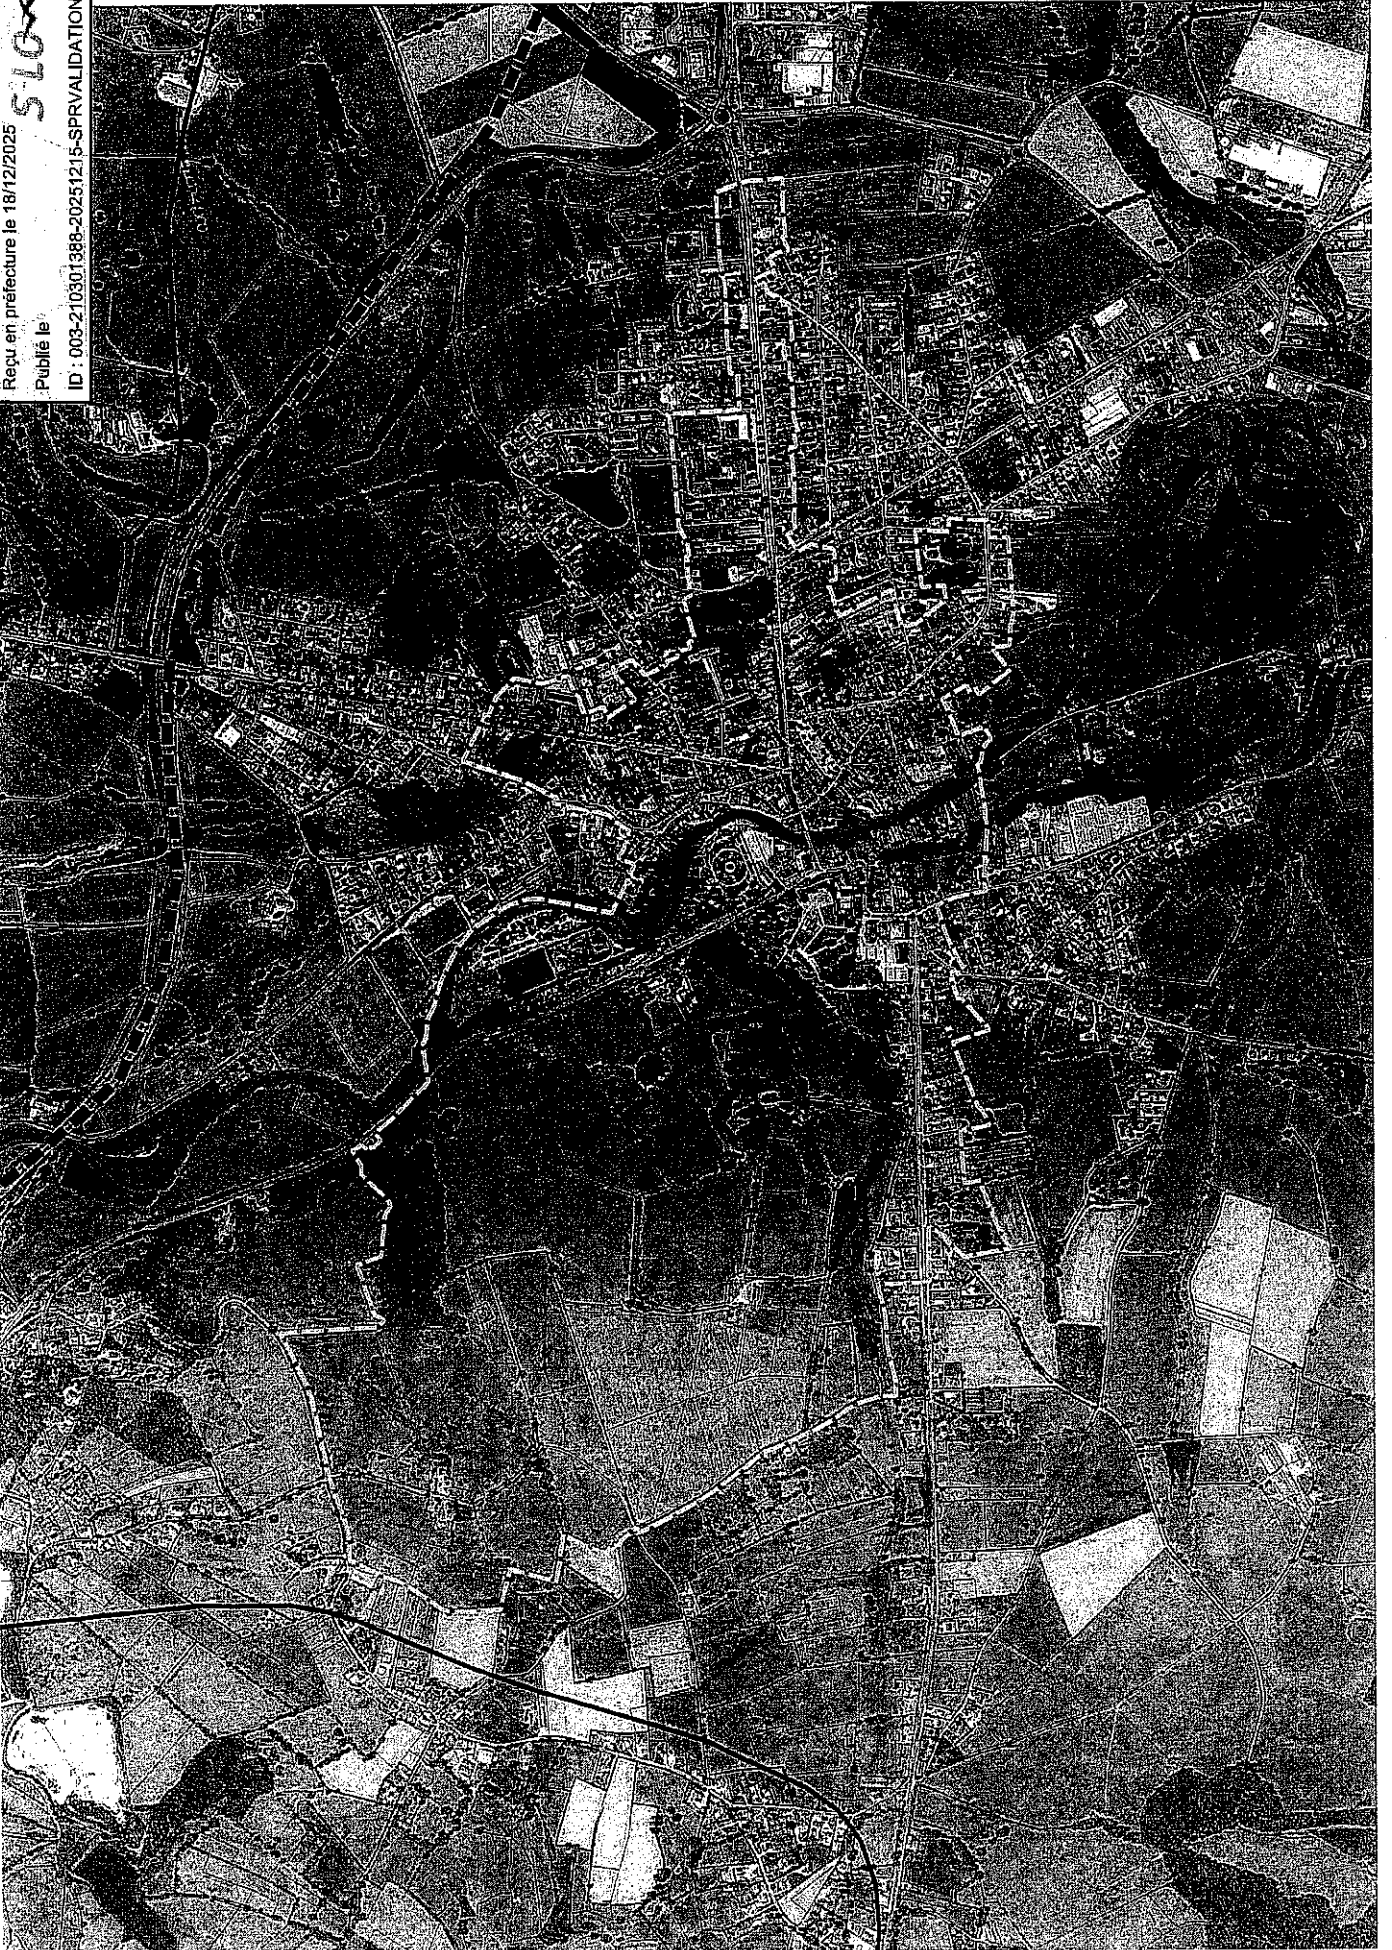 Reçu en préfecture le 18/12/2025
Publié le
ID : 003-210301388-20251215-SPRVALIDATION